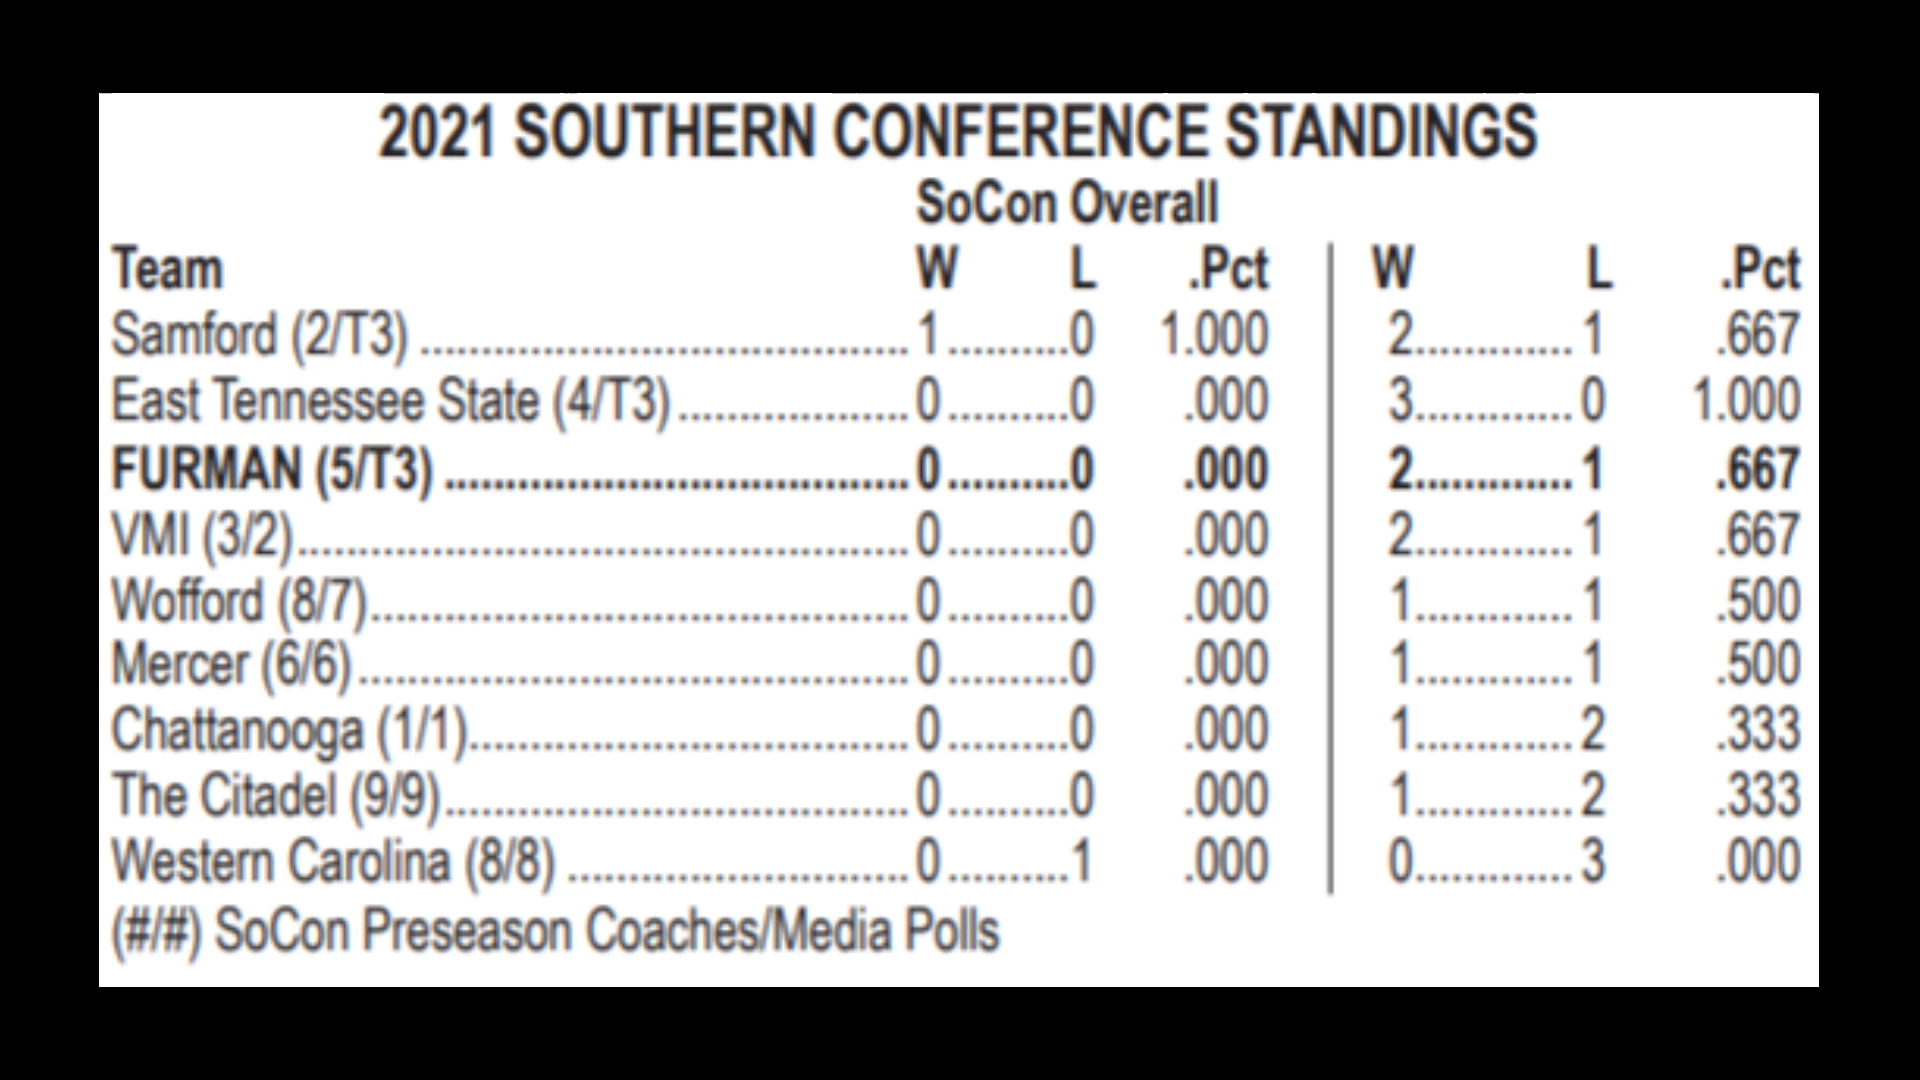 2021 SOUTHERN CONFERENCE STANDINGS
SoCon Overall
Team W L .Pct W L .Pct
Samford (2/T3) ........................................ 1..........0 1.000 2.............1 .667
East Tennessee State (4/T3)...................0..........0 .000 3.............0 1.000
FURMAN (5/T3) ......................................0..........0 .000 2.............1 .667
VMI (3/2)..................................................0..........0 .000 2.............1 .667
Wofford (8/7)............................................0..........0 .000 1.............1 .500
Mercer (6/6).............................................0..........0 .000 1.............1 .500
Chattanooga (1/1)....................................0..........0 .000 1.............2 .333
The Citadel (9/9)......................................0..........0 .000 1.............2 .333
Western Carolina (8/8) ............................0..........1 .000 0.............3 .000
(#/#) SoCon Preseason Coaches/Media Polls